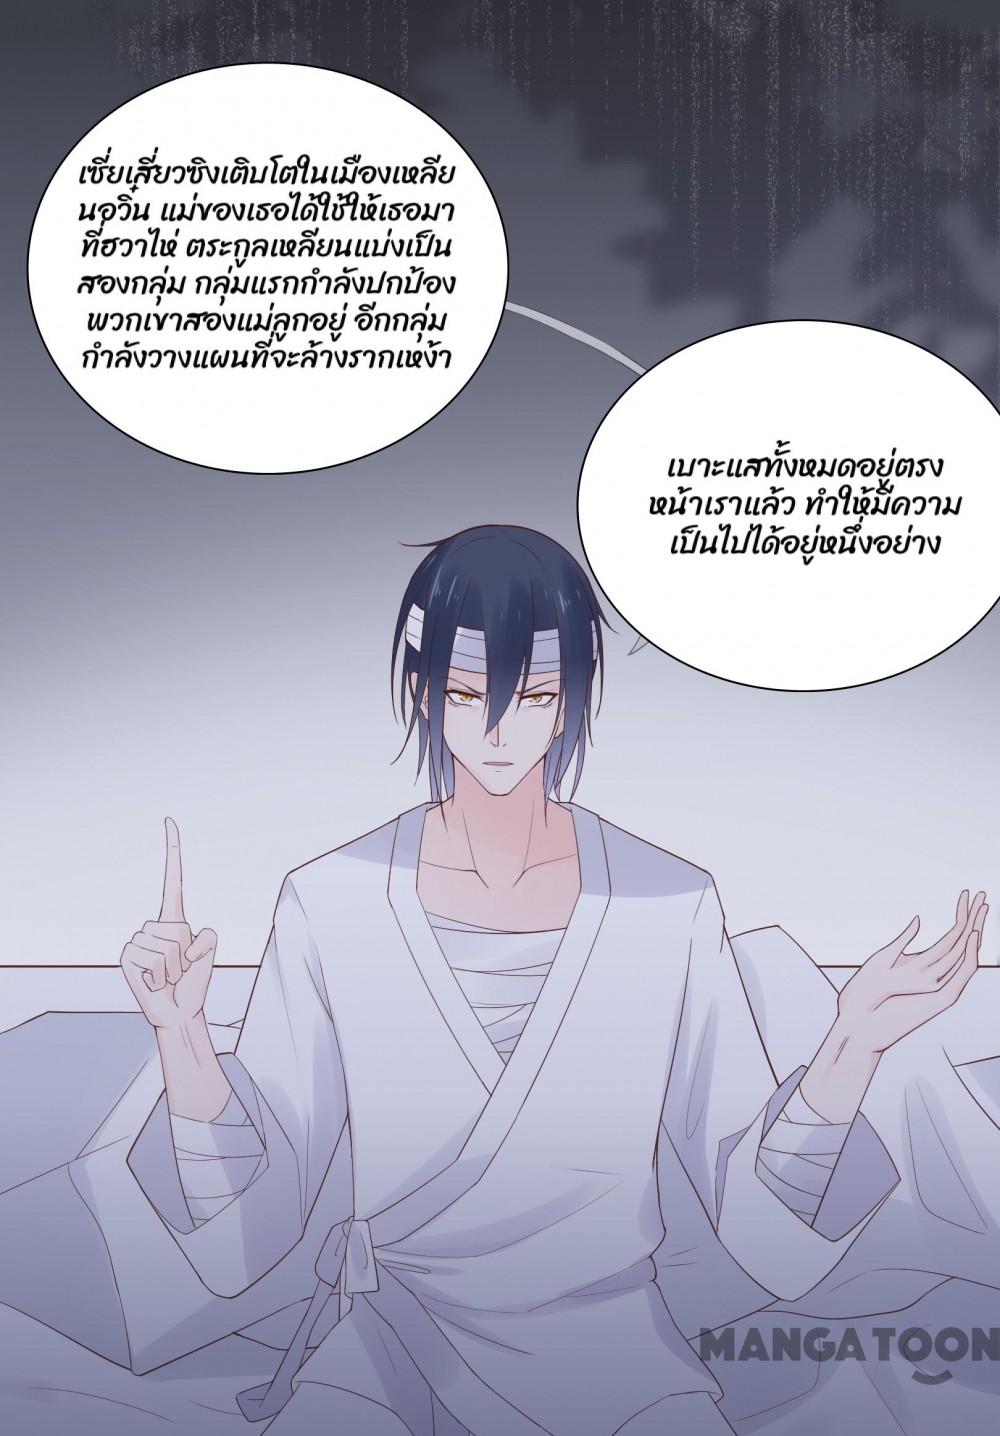 เซี่ยเสี่ยวซิงเติบโตในเมืองเหลีย
นอวิ๋น แม่ของเธอได้ใช้ให้เธอมา
ที่ฮวาไห่ ตระกูลเหลียนแบ่งเป็น
สองกลุ่ม กลุ่มแรกกำลังปกป้อง
พวกเขาสองแม่ลูกอยู่ อีกกลุ่ม
กำลังวางแผนที่จะล้างรากเหง้า
เบาะแสทั้งหมดอยู่ตรง
หน้าเราแล้ว ทำให้มีความ
เป็นไปได้อยู่หนึ่งอย่าง
MANGATOON